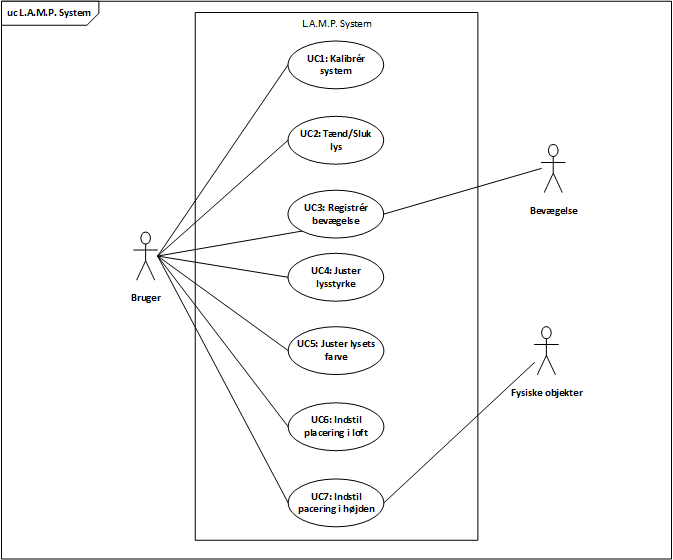 uc L.A.M.P. System
L.A.M.P. System
UC1: Kalibrér
system
UC2: Tænd/Sluk
lys
UC3: Registrér
bevægelse
Bevægelse
UC4: Juster
lysstyrke
Bruger
UC5: Juster lysets
farve
Fysiske objekter
UC6: Indstil
placering i loft
UC7: Indstil
pacering i højden